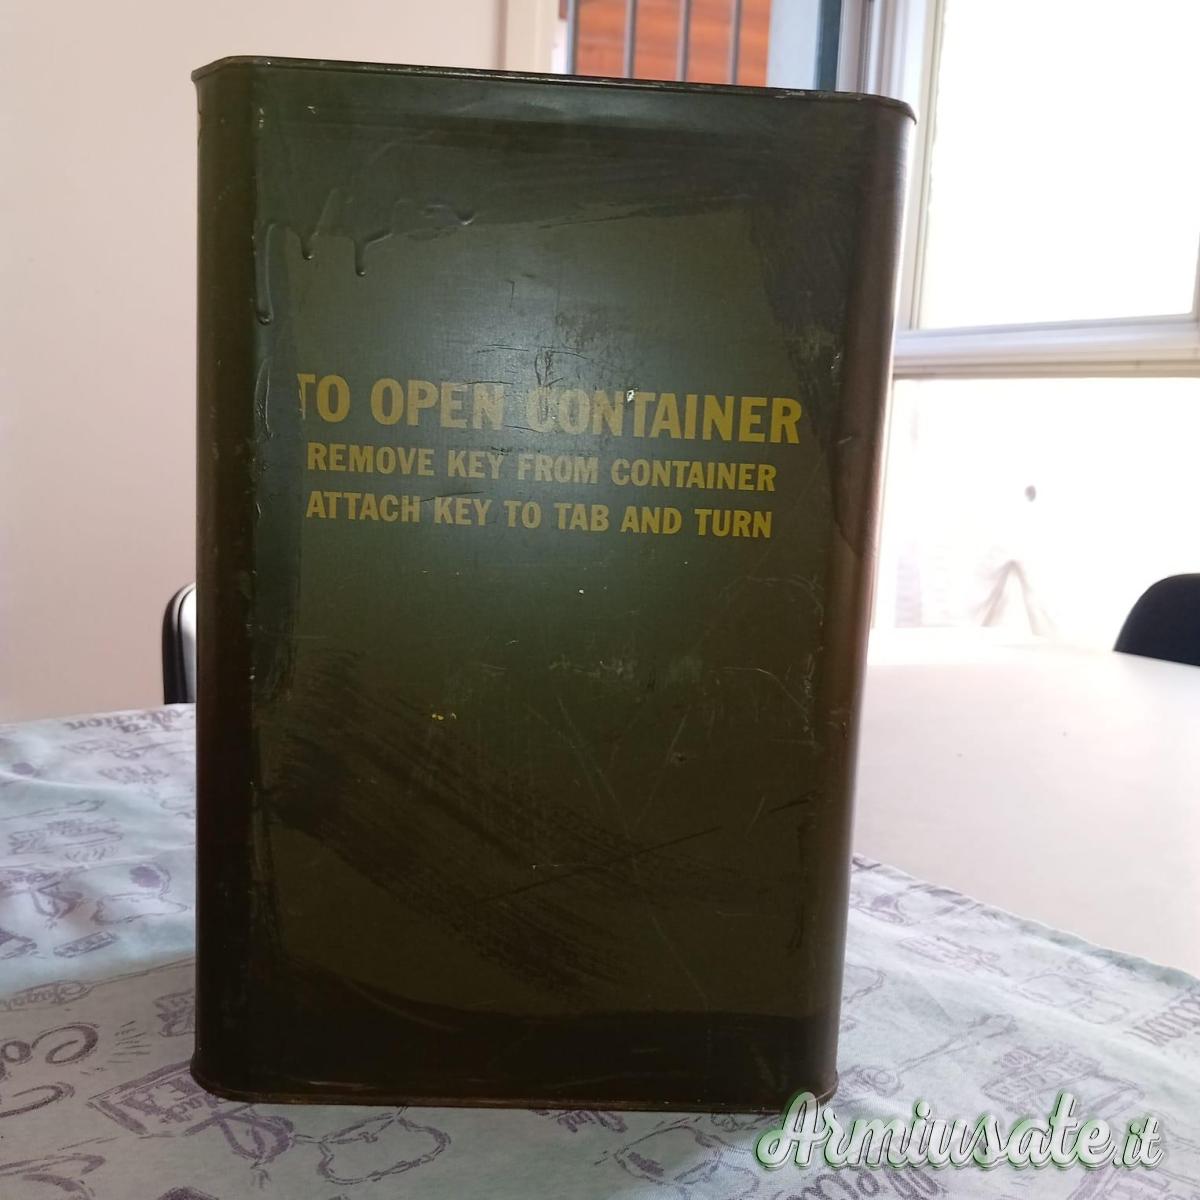 TO OPEN CONTAINER
REMOVE KEY FROM CONTAINER
ATTACH KEY TO TAB AND TURN
Armiusate.it